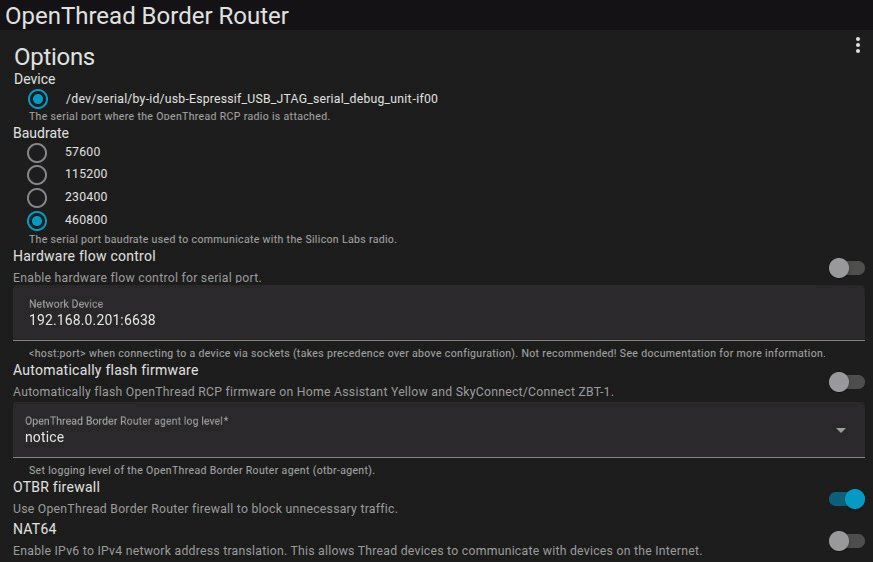 OpenThread Border Router
Options
Device
/dev/serial/by-id/usb-Espressif_USB_JTAG_serial_debug_unit-if00
The serial port where the OpenThread RCP radio is attached.
Baudrate
57600
115200
230400
460800
The serial port baudrate used to communicate with the Silicon Labs radio.
Hardware flow control
Enable hardware flow control for serial port.
Network Device
192.168.0.201:6638
<host:port> when connecting to a device via sockets (takes precedence over above configuration). Not recommended! See documentation for more information.
Automatically flash firmware
Automatically flash OpenThread RCP firmware on Home Assistant Yellow and SkyConnect/Connect ZBT-1.
OpenThread Border Router agent log level*
notice
Set logging level of the OpenThread Border Router agent (otbr-agent).
OTBR firewall
Use OpenThread Border Router firewall to block unnecessary traffic.
NAT64
Enable IPv6 to IPv4 network address translation. This allows Thread devices to communicate with devices on the Internet.